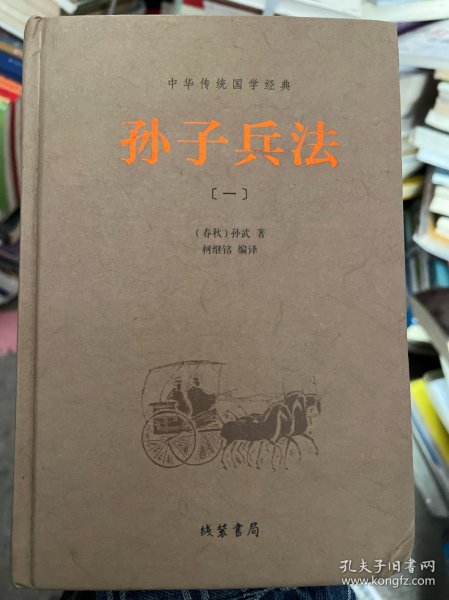 中华传统国学经典
孙子兵法
〔一〕
（春秋）孙武 著
柯继铭 编译
线装书局
孔夫子旧书网
www.kongfz.com